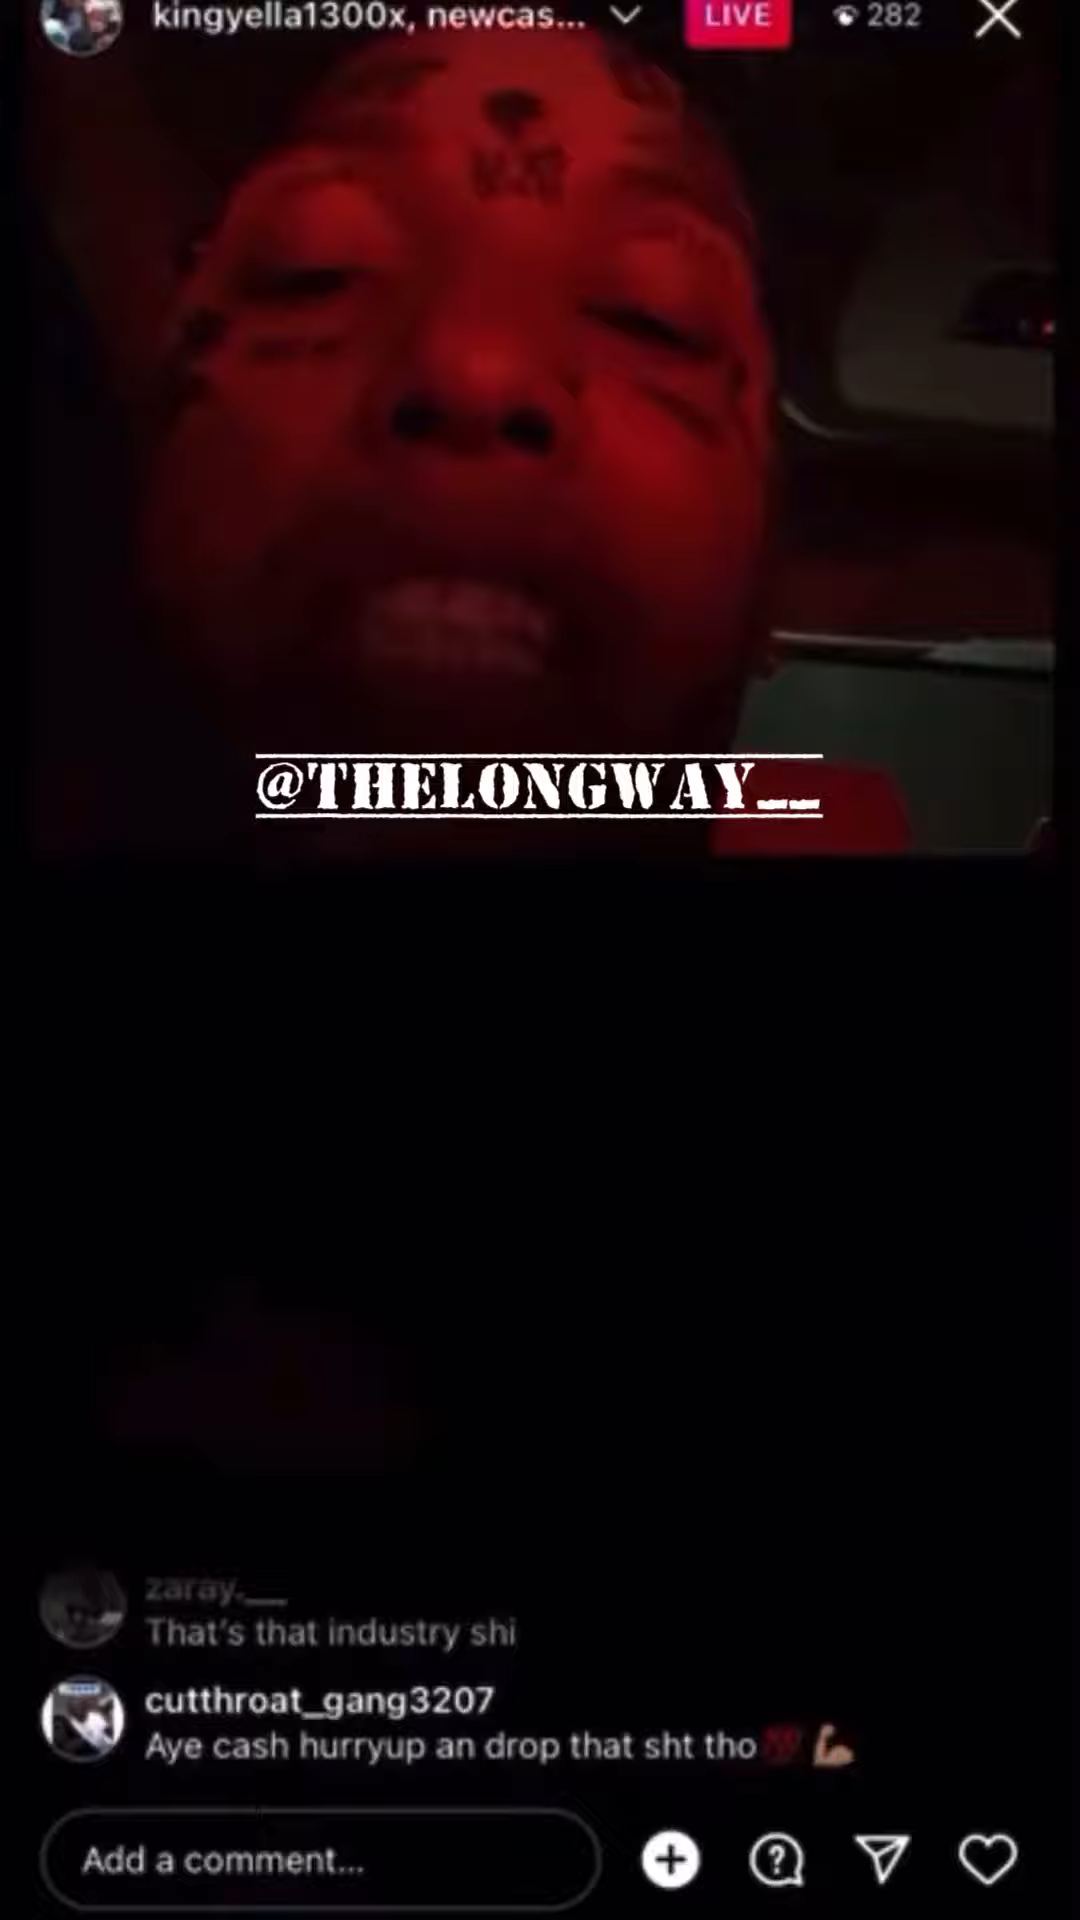 kingyella1300x, newcas...
LIVE
282
@THELONGWAY__
zaray.__
That's that industry shi
cutthroat_gang3207
Aye cash hurryup an drop that sht tho💯💪🏽
Add a comment...